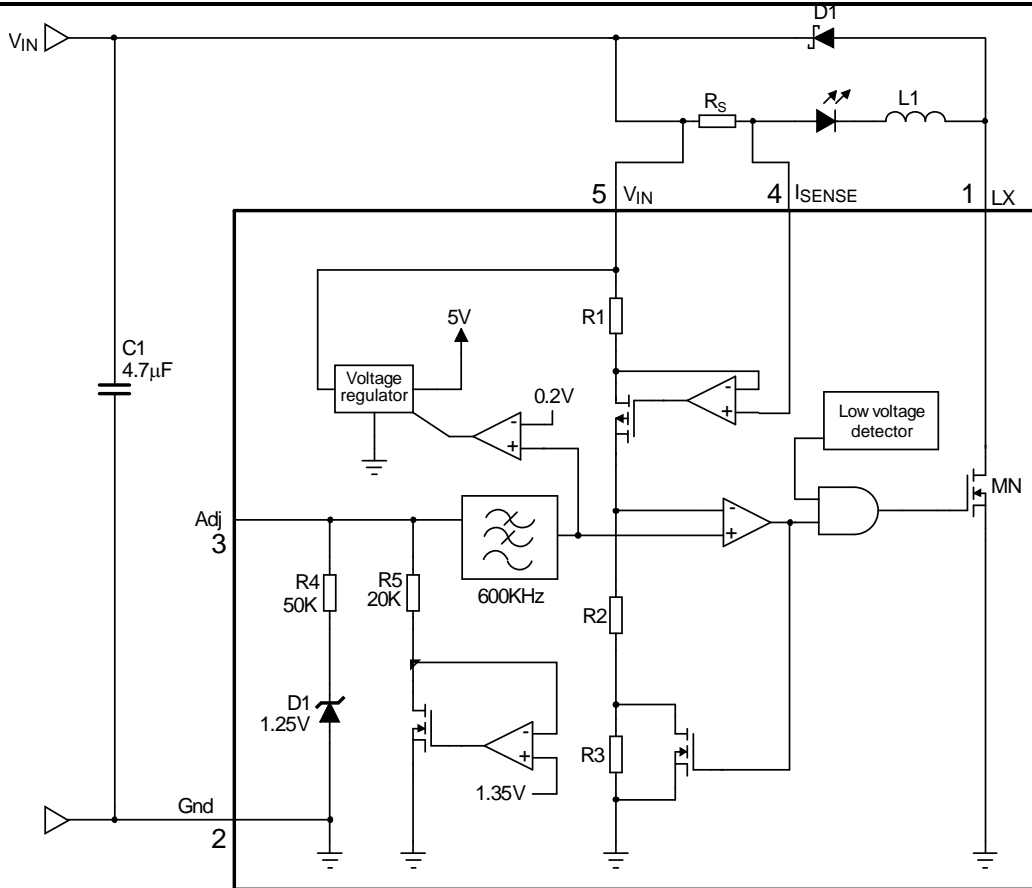 D1
VIN
RS
L1
5 VIN
4 ISENSE
1 LX
R1
5V
C1
4.7µF
Voltage
regulator
0.2V
Low voltage
detector
MN
Adj
3
R4
50K
R5
20K
600KHz
R2
D1
1.25V
R3
1.35V
Gnd
2